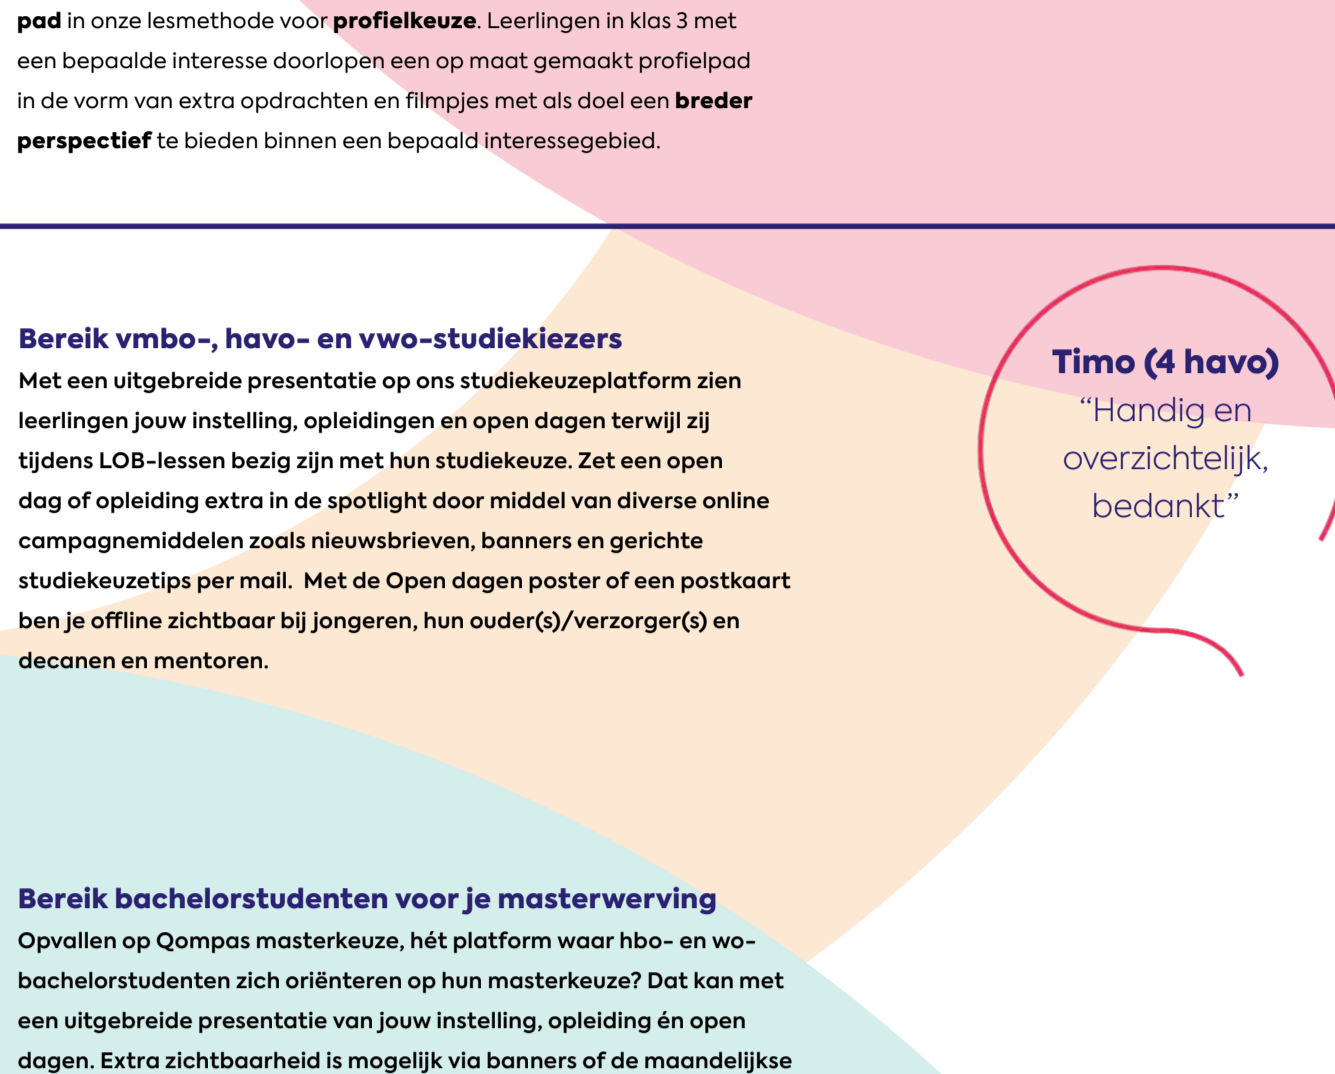 pad in onze lesmethode voor profielkeuze. Leerlingen in klas 3 met
een bepaalde interesse doorlopen een op maat gemaakt profielpad
in de vorm van extra opdrachten en filmpjes met als doel een breder
perspectief te bieden binnen een bepaald interessegebied.
Bereik vmbo-, havo- en vwo-studiekiezers
Met een uitgebreide presentatie op ons studiekeuzeplatform zien
leerlingen jouw instelling, opleidingen en open dagen terwijl zij
tijdens LOB-lessen bezig zijn met hun studiekeuze. Zet een open
dag of opleiding extra in de spotlight door middel van diverse online
campagnemiddelen zoals nieuwsbrieven, banners en gerichte
studiekeuzetips per mail.  Met de Open dagen poster of een postkaart
ben je offline zichtbaar bij jongeren, hun ouder(s)/verzorger(s) en
decanen en mentoren.
Timo (4 havo)
“Handig en
overzichtelijk,
bedankt”
Bereik bachelorstudenten voor je masterwerving
Opvallen op Qompas masterkeuze, hét platform waar hbo- en wo-
bachelorstudenten zich oriënteren op hun masterkeuze? Dat kan met
een uitgebreide presentatie van jouw instelling, opleiding én open
dagen. Extra zichtbaarheid is mogelijk via banners of de maandelijkse